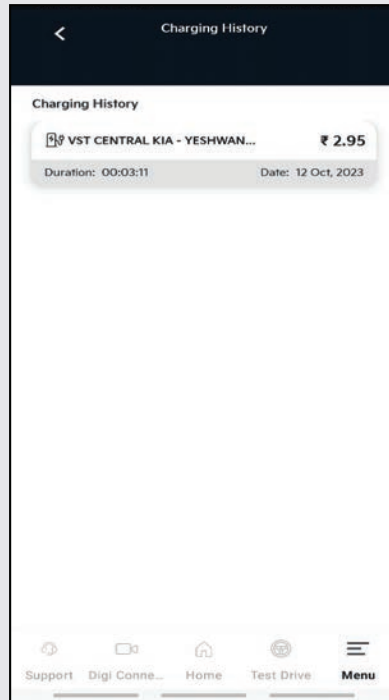 Charging History
Charging History
VST CENTRAL KIA - YESHWAN... ₹ 2.95
Duration: 00:03:11 Date: 12 Oct, 2023
Support Digi Conne... Home Test Drive Menu